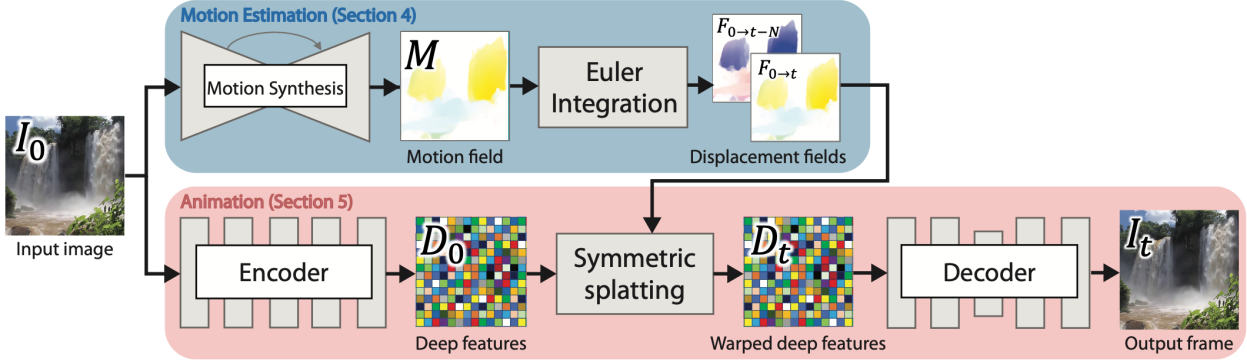 Motion Estimation (Section 4)
Motion Synthesis
M
Motion field
Euler
Integration
F₀→t−N
F₀→t
Displacement fields
I₀
Input image
Animation (Section 5)
Encoder
D₀
Deep features
Symmetric
splatting
Dₜ
Warped deep features
Decoder
Iₜ
Output frame